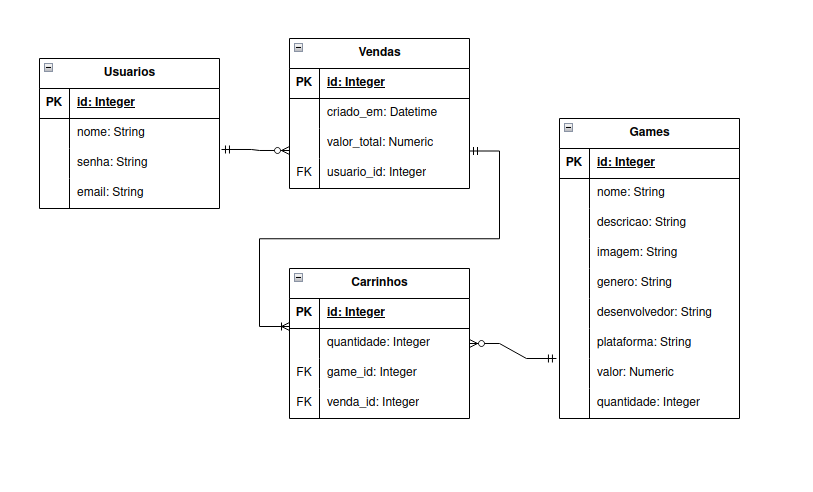 Usuarios
PK id: Integer
nome: String
senha: String
email: String
Vendas
PK id: Integer
criado_em: Datetime
valor_total: Numeric
FK usuario_id: Integer
Carrinhos
PK id: Integer
quantidade: Integer
FK game_id: Integer
FK venda_id: Integer
Games
PK id: Integer
nome: String
descricao: String
imagem: String
genero: String
desenvolvedor: String
plataforma: String
valor: Numeric
quantidade: Integer